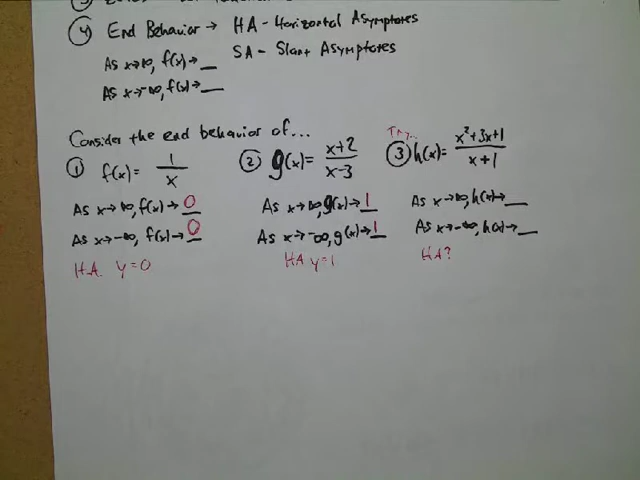 ④ End Behavior → HA - Horizontal Asymptotes
As x→∞, f(x)→__ SA - Slant Asymptotes
As x→-∞, f(x)→__
Consider the end behavior of...
① f(x)= 1/x
As x→∞, f(x)→0
As x→-∞, f(x)→0
H.A. y=0
② g(x)= x+2/x-3
As x→∞, g(x)→1
As x→-∞, g(x)→1
HA y=1
Try...
③ h(x)= x²+3x+1/x+1
As x→∞, h(x)→__
As x→-∞, h(x)→__
HA?